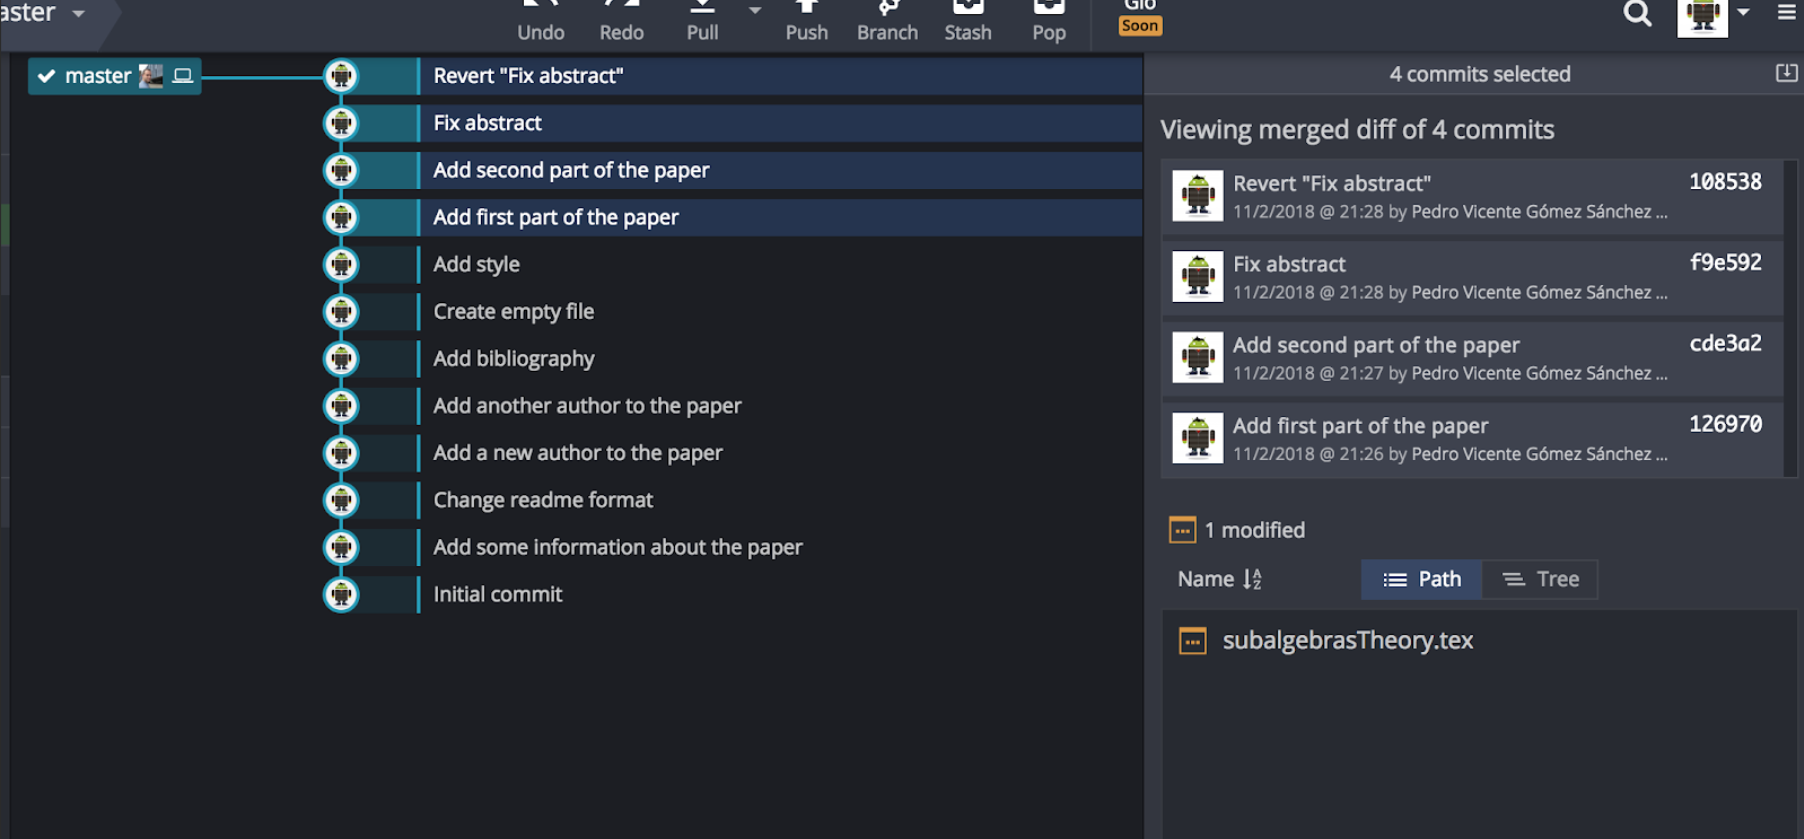 aster
Undo
Redo
Pull
Push
Branch
Stash
Pop
Glo
Soon
master
Revert "Fix abstract"
Fix abstract
Add second part of the paper
Add first part of the paper
Add style
Create empty file
Add bibliography
Add another author to the paper
Add a new author to the paper
Change readme format
Add some information about the paper
Initial commit
4 commits selected
Viewing merged diff of 4 commits
Revert "Fix abstract" 108538
11/2/2018 @ 21:28 by Pedro Vicente Gómez Sánchez ...
Fix abstract f9e592
11/2/2018 @ 21:28 by Pedro Vicente Gómez Sánchez ...
Add second part of the paper cde3a2
11/2/2018 @ 21:27 by Pedro Vicente Gómez Sánchez ...
Add first part of the paper 126970
11/2/2018 @ 21:26 by Pedro Vicente Gómez Sánchez ...
1 modified
Name Path Tree
subalgebrasTheory.tex